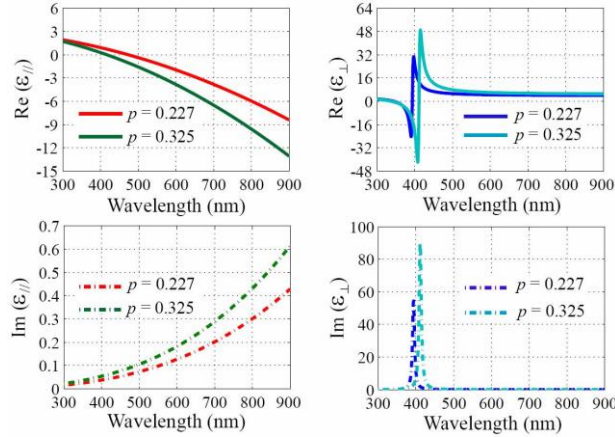 Re (ε//)
6
3
0
-3
-6
-9
-12
-15
p = 0.227
p = 0.325
300 400 500 600 700 800 900
Wavelength (nm)
Re (ε⊥)
64
48
32
16
0
-16
-32
-48
p = 0.227
p = 0.325
300 400 500 600 700 800 900
Wavelength (nm)
Im (ε//)
0.7
0.6
0.5
0.4
0.3
0.2
0.1
0
p = 0.227
p = 0.325
300 400 500 600 700 800 900
Wavelength (nm)
Im (ε⊥)
100
80
60
40
20
0
p = 0.227
p = 0.325
300 400 500 600 700 800 900
Wavelength (nm)